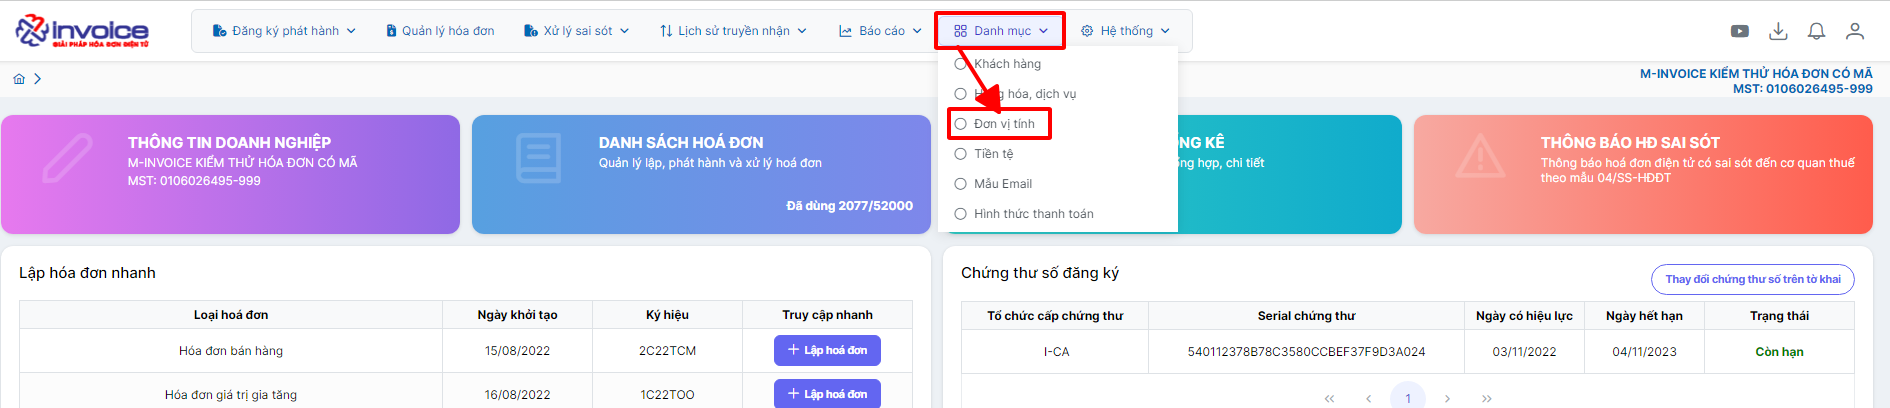 invoice
GIẢI PHÁP HÓA ĐƠN ĐIỆN TỬ
Đăng ký phát hành
Quản lý hóa đơn
Xử lý sai sót
Lịch sử truyền nhận
Báo cáo
Danh mục
Hệ thống
Khách hàng
hóa, dịch vụ
Đơn vị tính
Tiền tệ
Mẫu Email
Hình thức thanh toán
M-INVOICE KIỂM THỬ HÓA ĐƠN CÓ MÃ
MST: 0106026495-999
THÔNG TIN DOANH NGHIỆP
M-INVOICE KIỂM THỬ HÓA ĐƠN CÓ MÃ
MST: 0106026495-999
DANH SÁCH HOÁ ĐƠN
Quản lý lập, phát hành và xử lý hoá đơn
Đã dùng 2077/52000
KÊ
hợp, chi tiết
THÔNG BÁO HĐ SAI SÓT
Thông báo hoá đơn điện tử có sai sót đến cơ quan thuế
theo mẫu 04/SS-HĐĐT
Lập hóa đơn nhanh
Loại hoá đơn Ngày khởi tạo Ký hiệu Truy cập nhanh
Hóa đơn bán hàng 15/08/2022 2C22TCM + Lập hoá đơn
Hóa đơn giá trị gia tăng 16/08/2022 1C22TOO + Lập hoá đơn
Chứng thư số đăng ký
Thay đổi chứng thư số trên tờ khai
Tổ chức cấp chứng thư Serial chứng thư Ngày có hiệu lực Ngày hết hạn Trạng thái
I-CA 540112378B78C3580CCBEF37F9D3A024 03/11/2022 04/11/2023 Còn hạn
1